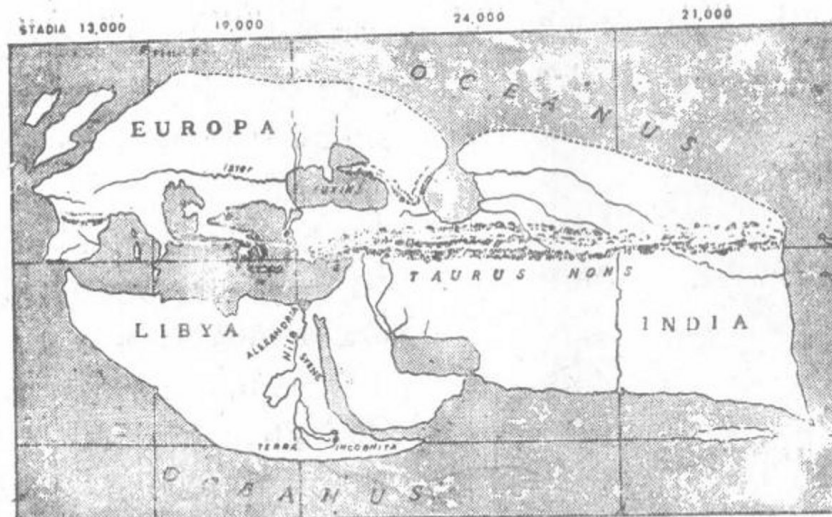 STADIA 13,000 19,000 24,000 21,000
OCEANUS
EUROPA
Ister
EUXINE
TAURUS MONS
LIBYA
INDIA
ALEXANDRIA
Nile
SYENE
TERRA INCOGNITA